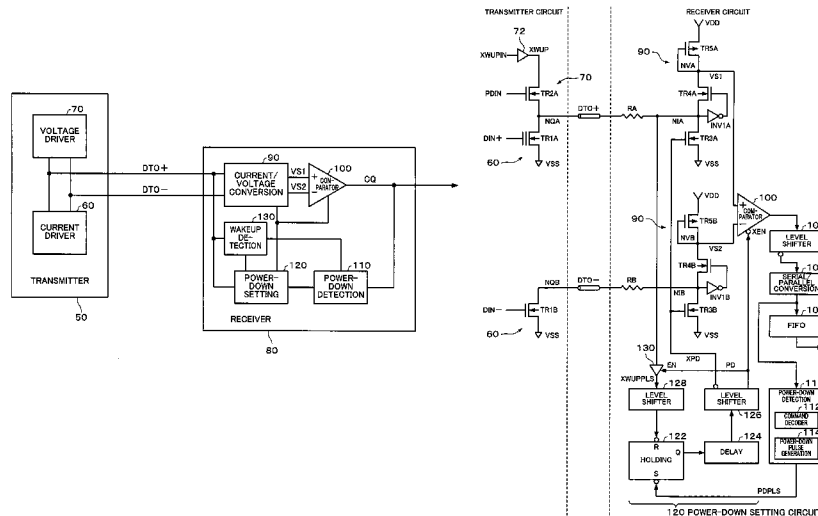 70
VOLTAGE
DRIVER
60
CURRENT
DRIVER
TRANSMITTER
50
DTO+
DTO−
90
CURRENT/
VOLTAGE
CONVERSION
VS1
VS2
100
COM-
PARATOR
CQ
130
WAKEUP DE-
TECTION
120
POWER-
DOWN
SETTING
110
POWER-
DOWN
DETECTION
RECEIVER
80
TRANSMITTER CIRCUIT
RECEIVER CIRCUIT
72
XWUPIN
XWUP
70
PDIN
TR2A
NQA
DIN+
TR1A
60
VSS
DTO+
RA
90
VDD
TR5A
NVA
VS1
TR4A
NIA
INV1A
TR3A
VSS
90
VDD
TR5B
NVB
VS2
TR4B
100
COM-
PARATOR
XEN
LEVEL
SHIFTER
SERIAL/
PARALLEL
CONVERSION
FIFO
NQB
DTO−
RB
NIB
INV1B
DIN−
TR1B
60
VSS
TR3B
VSS
130
EN
XPD
PD
XWUPPLS
128
LEVEL
SHIFTER
LEVEL
SHIFTER
126
122
R
Q
HOLDING
S
124
DELAY
POWER-DOWN
DETECTION
112
COMMAND
DECODER
114
POWER-DOWN
PULSE
GENERATION
PDPLS
120 POWER-DOWN SETTING CIRCUIT